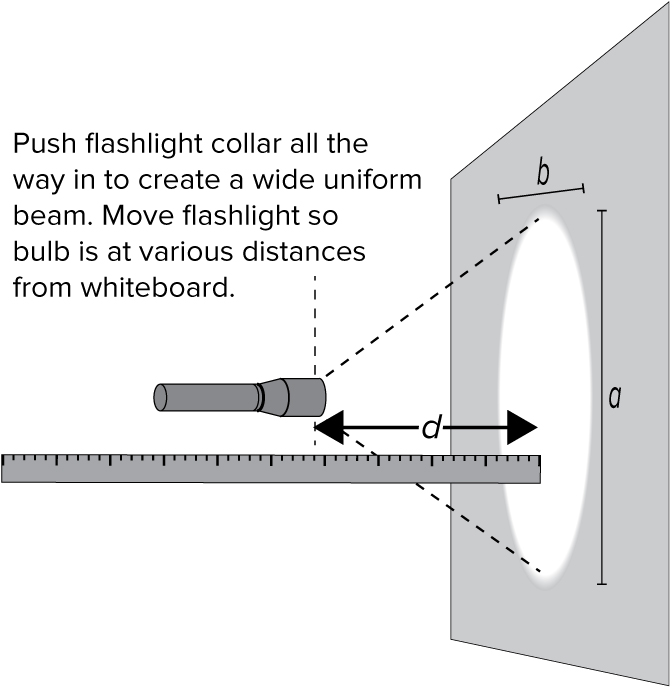 Push flashlight collar all the
way in to create a wide uniform
beam. Move flashlight so
bulb is at various distances
from whiteboard.
b
a
d